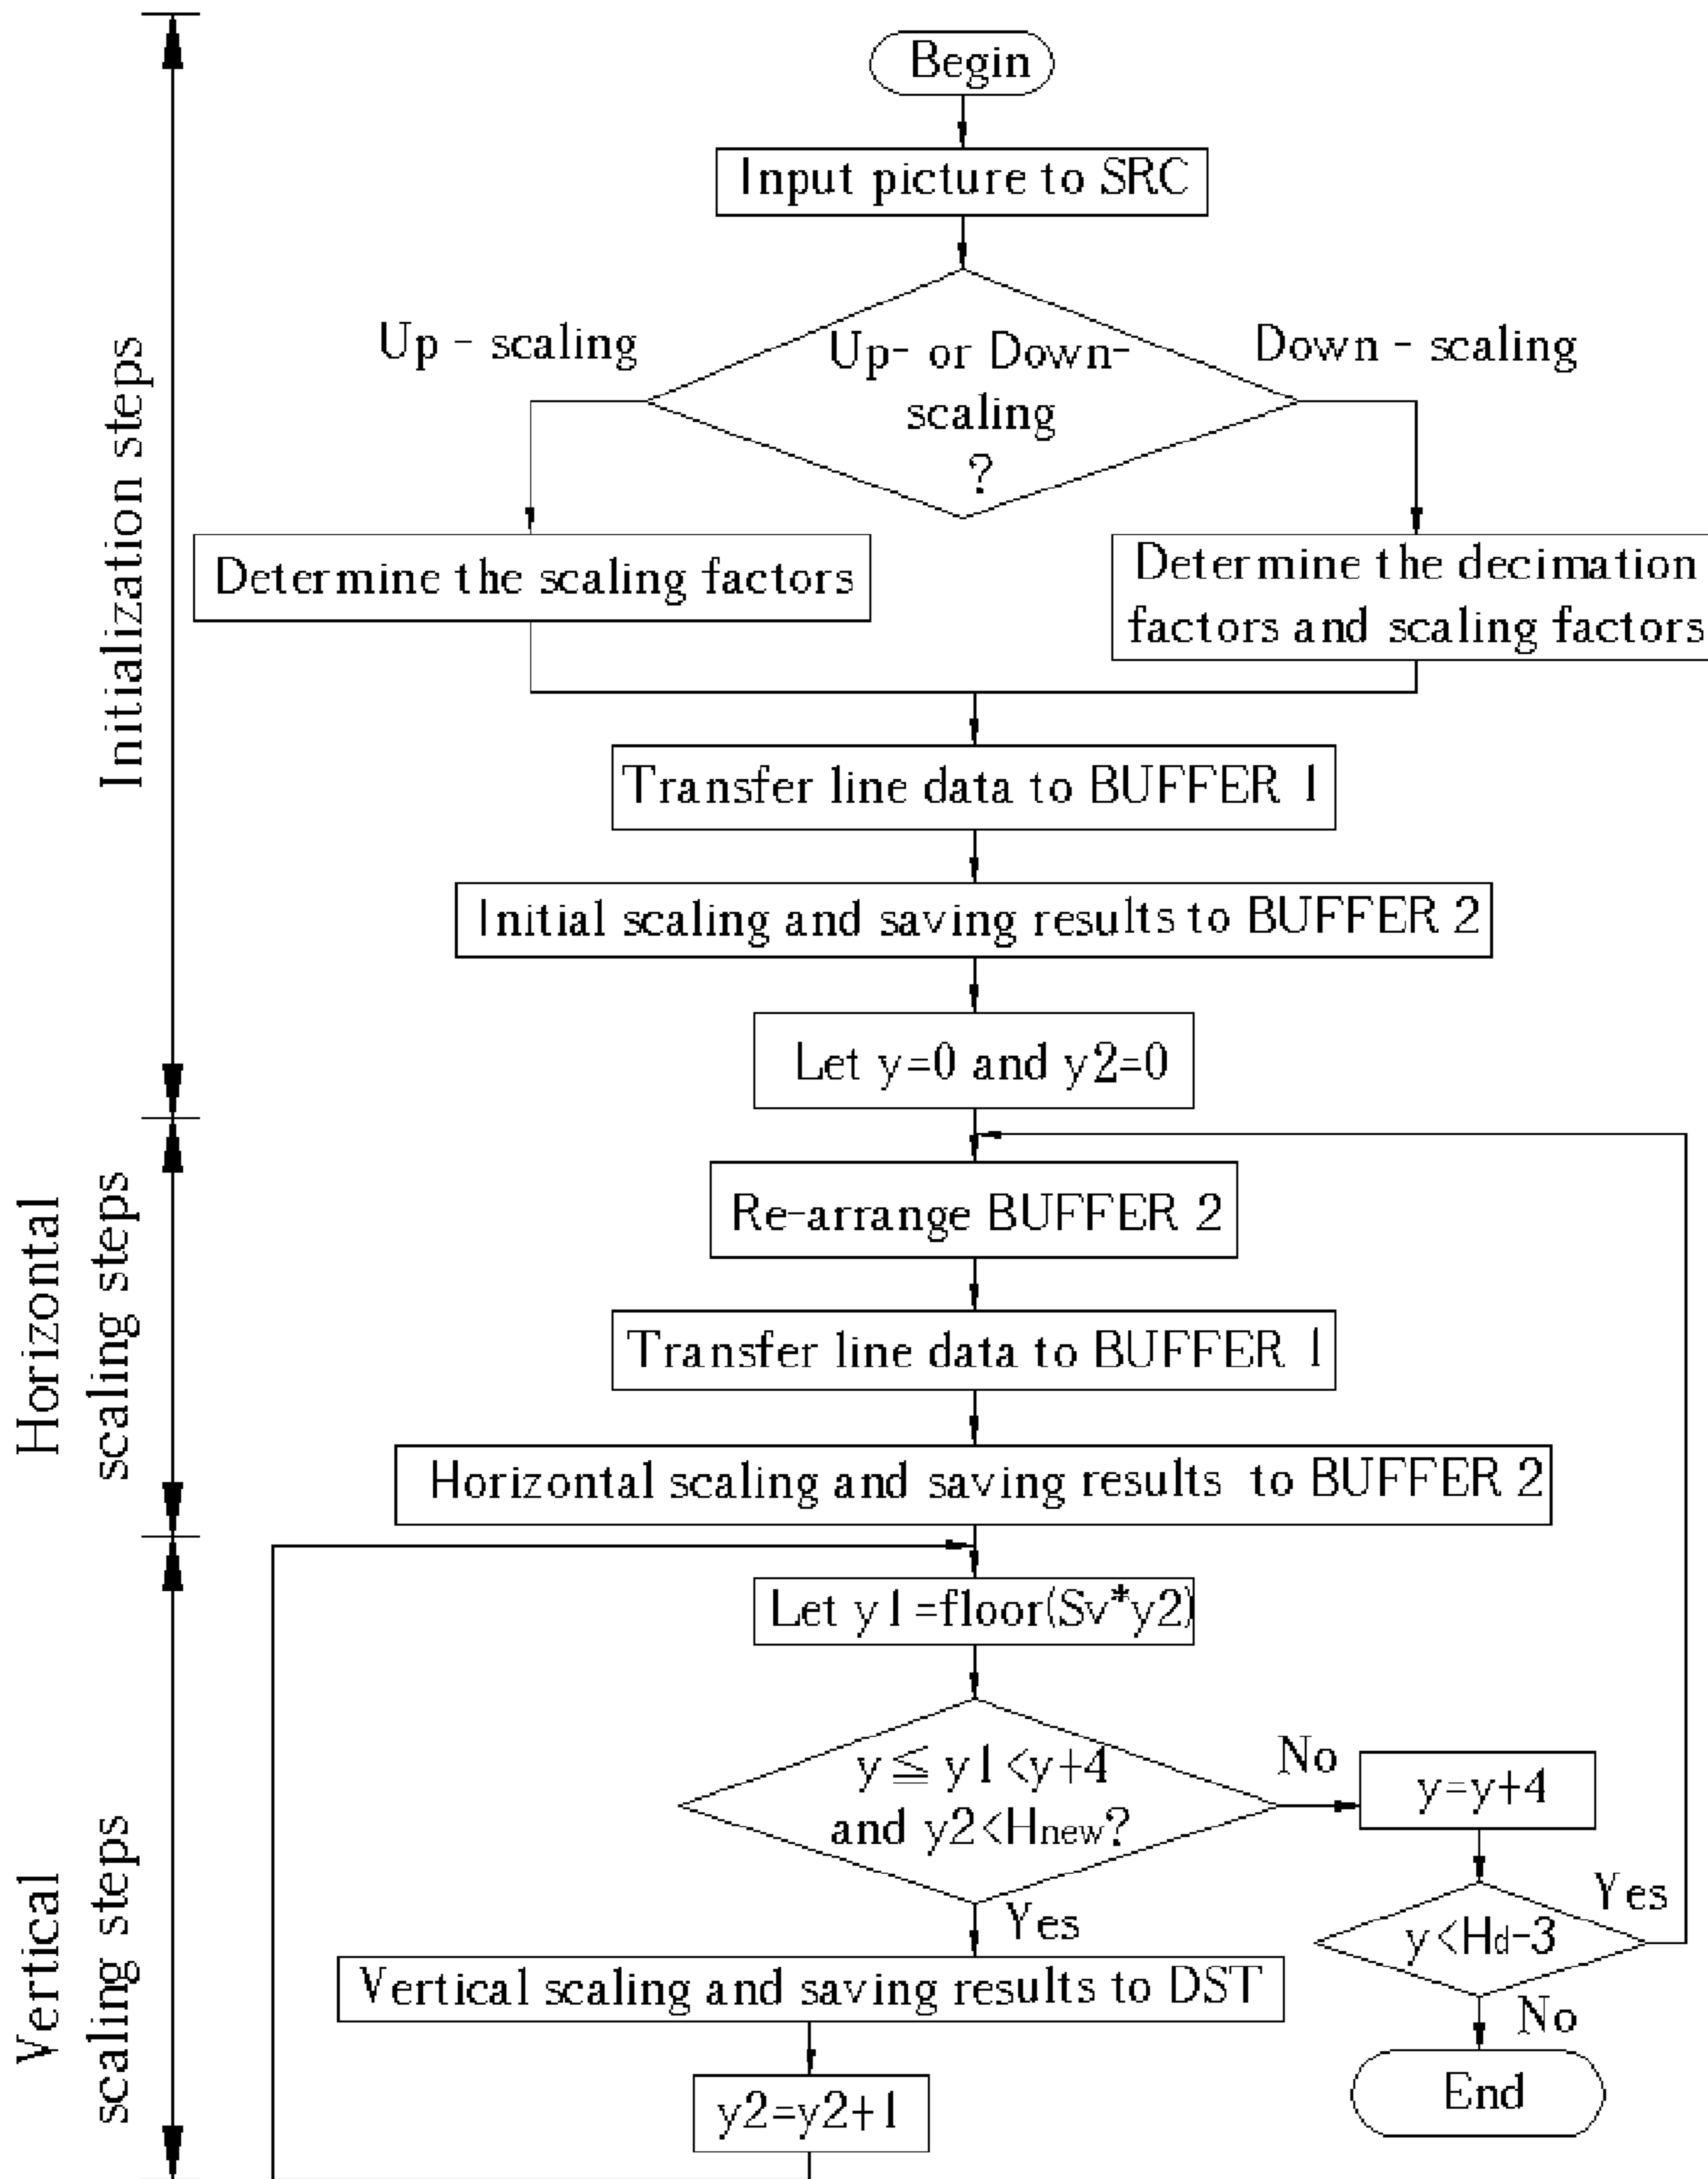 Begin
Input picture to SRC
Up - scaling
Up- or Down-
scaling
?
Down - scaling
Determine the scaling factors
Determine the decimation
factors and scaling factors
Transfer line data to BUFFER 1
Initial scaling and saving results to BUFFER 2
Let y=0 and y2=0
Initialization steps
Re-arrange BUFFER 2
Transfer line data to BUFFER 1
Horizontal scaling and saving results to BUFFER 2
Horizontal
scaling steps
Let y1=floor(Sv*y2)
y ≦ y1<y+4
and y2<Hnew?
No
y=y+4
Yes
Yes
y<Hd-3
Vertical scaling and saving results to DST
No
y2=y2+1
End
Vertical
scaling steps